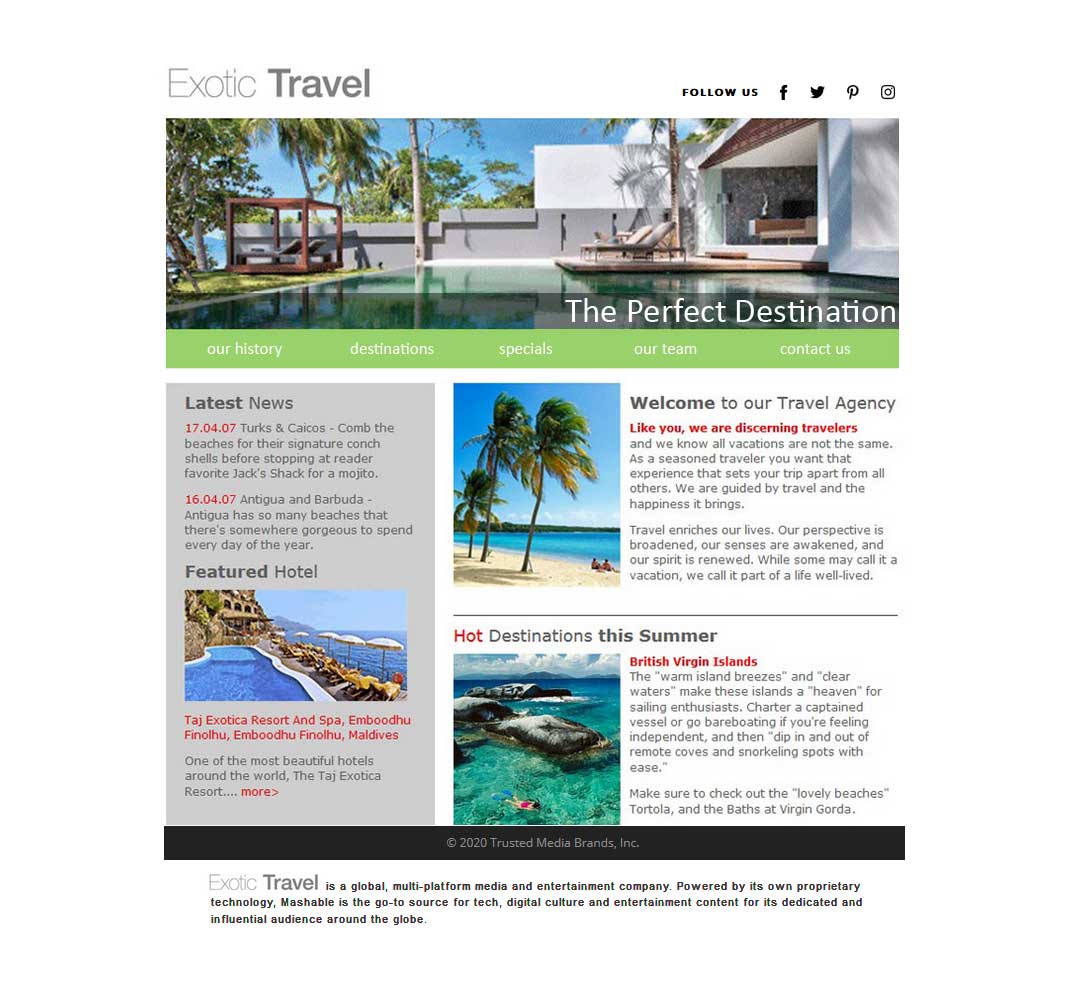 Exotic Travel
FOLLOW US
The Perfect Destination
our history destinations specials our team contact us
Latest News
17.04.07 Turks & Caicos - Comb the
beaches for their signature conch
shells before stopping at reader
favorite Jack's Shack for a mojito.
16.04.07 Antigua and Barbuda -
Antigua has so many beaches that
there's somewhere gorgeous to spend
every day of the year.
Featured Hotel
Taj Exotica Resort And Spa, Emboodhu
Finolhu, Emboodhu Finolhu, Maldives
One of the most beautiful hotels
around the world, The Taj Exotica
Resort.... more>
Welcome to our Travel Agency
Like you, we are discerning travelers
and we know all vacations are not the same.
As a seasoned traveler you want that
experience that sets your trip apart from all
others. We are guided by travel and the
happiness it brings.
Travel enriches our lives. Our perspective is
broadened, our senses are awakened, and
our spirit is renewed. While some may call it a
vacation, we call it part of a life well-lived.
Hot Destinations this Summer
British Virgin Islands
The "warm island breezes" and "clear
waters" make these islands a "heaven" for
sailing enthusiasts. Charter a captained
vessel or go bareboating if you're feeling
independent, and then "dip in and out of
remote coves and snorkeling spots with
ease."
Make sure to check out the "lovely beaches"
Tortola, and the Baths at Virgin Gorda.
© 2020 Trusted Media Brands, Inc.
Exotic Travel is a global, multi-platform media and entertainment company. Powered by its own proprietary
technology, Mashable is the go-to source for tech, digital culture and entertainment content for its dedicated and
influential audience around the globe.